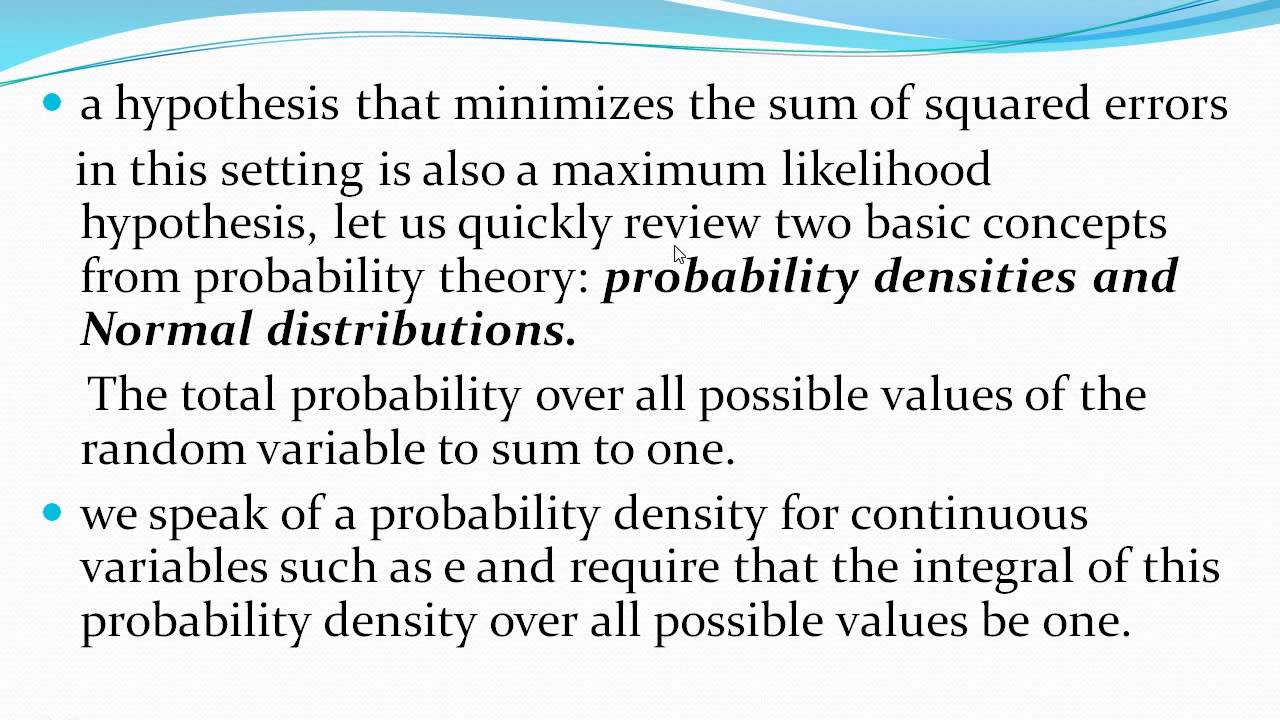 a hypothesis that minimizes the sum of squared errors
in this setting is also a maximum likelihood
hypothesis, let us quickly review two basic concepts
from probability theory: probability densities and
Normal distributions.
The total probability over all possible values of the
random variable to sum to one.
we speak of a probability density for continuous
variables such as e and require that the integral of this
probability density over all possible values be one.